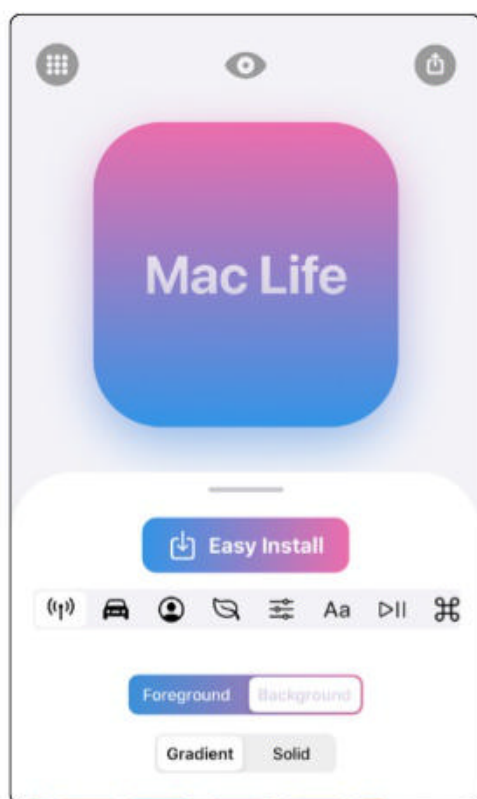 Mac Life
Easy Install
Aa
Foreground Background
Gradient Solid